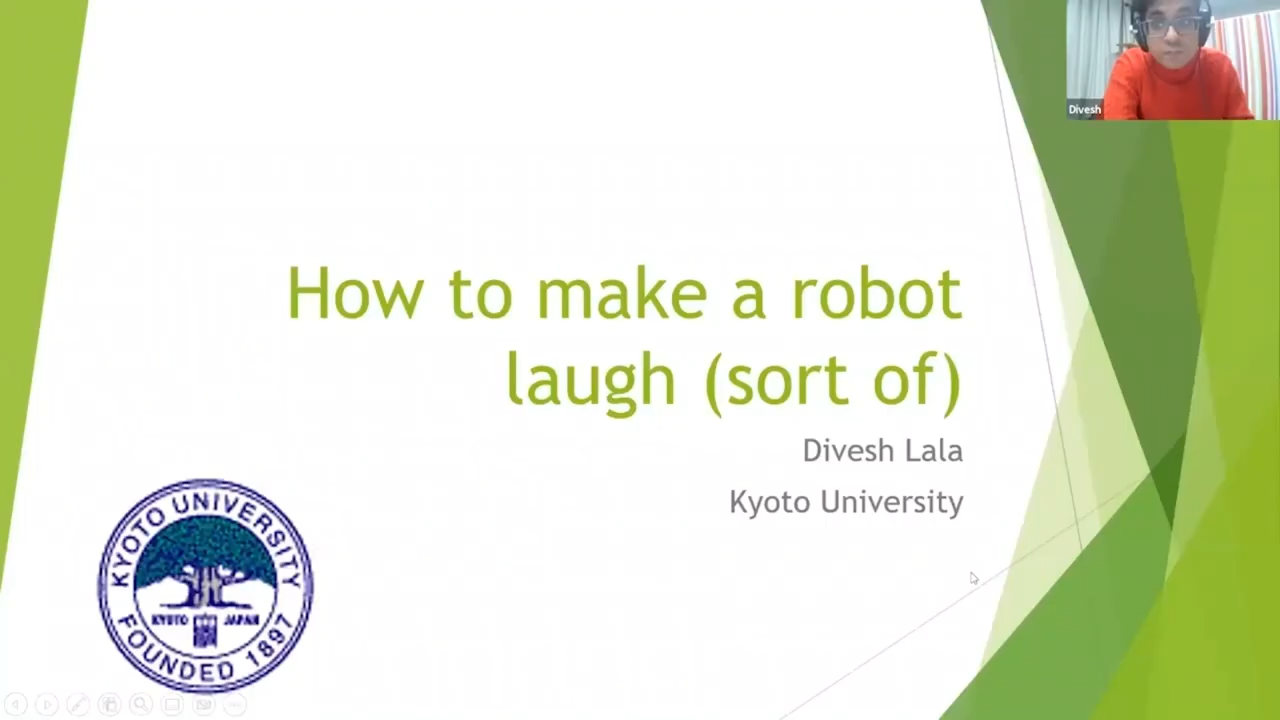 Divesh
How to make a robot
laugh (sort of)
Divesh Lala
Kyoto University
KYOTO UNIVERSITY
KYOTO JAPAN
FOUNDED 1897